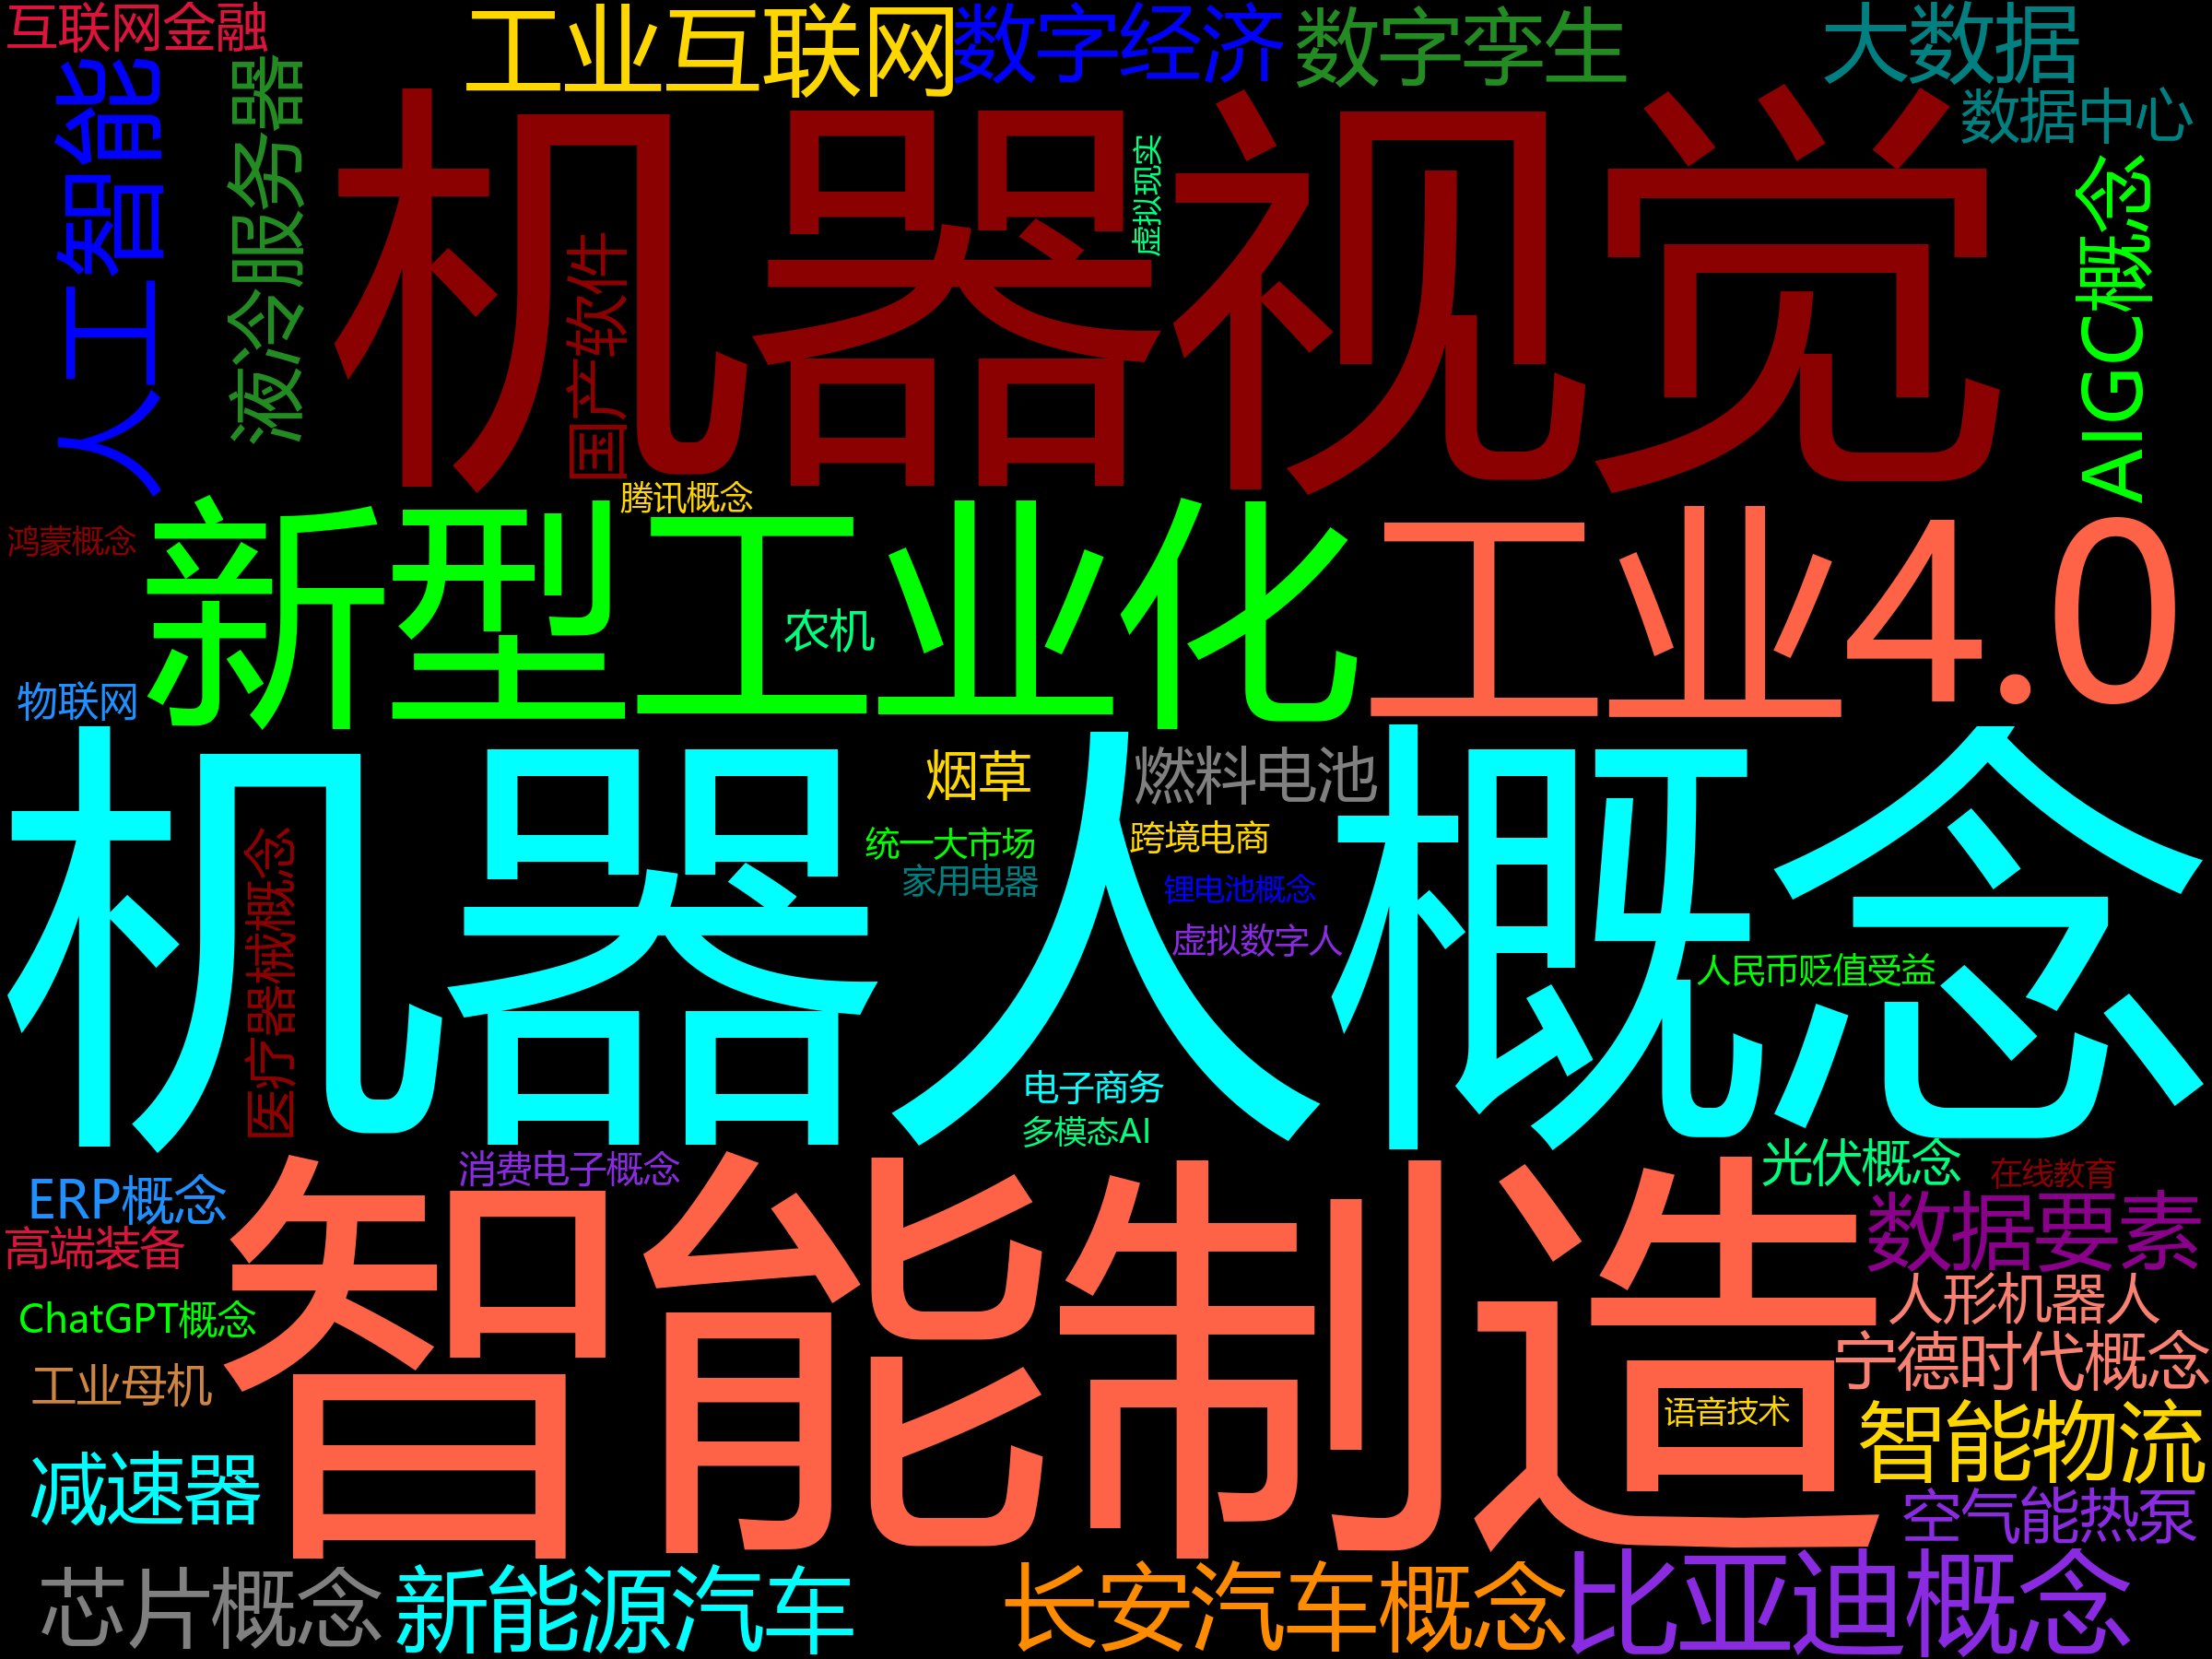 互联网金融
工业互联网
数字经济
数字孪生
大数据
数据中心
人工智能
液冷服务器
机器视觉
虚拟现实
国产软件
AIGC概念
腾讯概念
鸿蒙概念
新型工业化
工业4.0
农机
物联网
机器人概念
烟草
燃料电池
统一大市场
跨境电商
家用电器
锂电池概念
虚拟数字人
医疗器械概念
人民币贬值受益
电子商务
多模态AI
消费电子概念
光伏概念
在线教育
ERP概念
高端装备
智能制造
数据要素
人形机器人
ChatGPT概念
宁德时代概念
工业母机
语音技术
智能物流
减速器
空气能热泵
芯片概念
新能源汽车
长安汽车概念
比亚迪概念